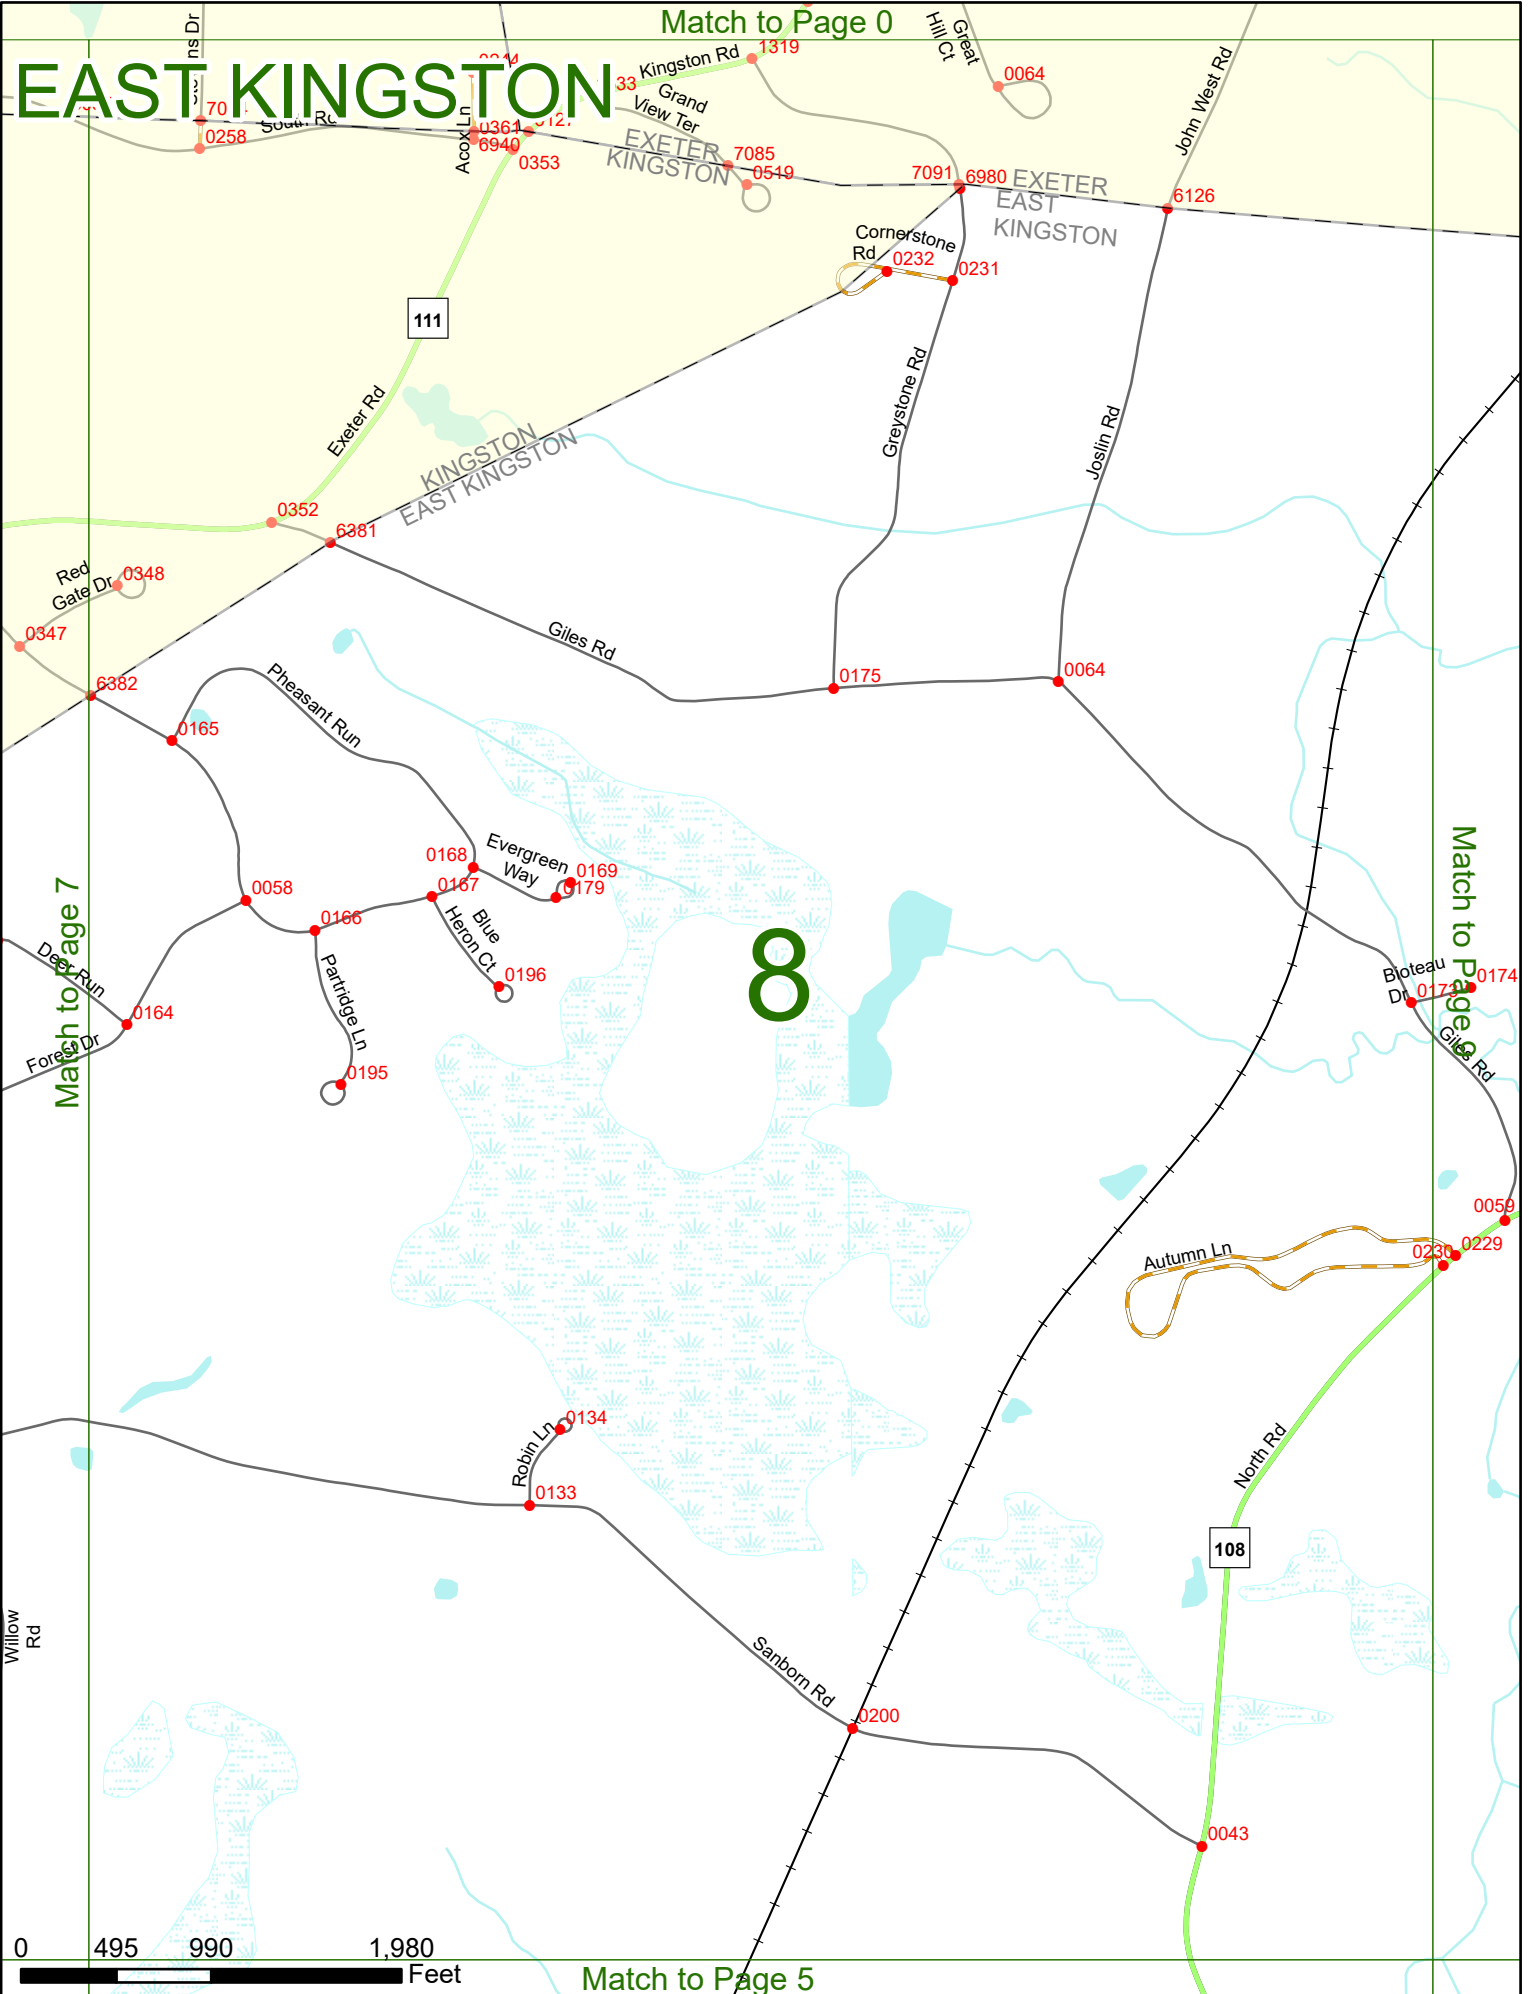 Match to Page 0
EAST KINGSTON
Kingston Rd
1319
Great
Hill Ct
0064
John West Rd
33
Grand
View Ter
70
0258
South Rd
Acox Ln
0361
6940
0353
EXETER
KINGSTON
7085
0519
7091
6980
EXETER
EAST
KINGSTON
6126
Cornerstone
Rd
0232
0231
111
Exeter Rd
Greystone Rd
Joslin Rd
KINGSTON
EAST KINGSTON
0352
6381
Red
Gate Dr
0348
0347
Giles Rd
6382
0175
0064
0165
Pheasant Run
Evergreen
Way
0168
0169
0179
0167
0058
0166
Blue
Heron Ct
0196
Match to Page 7
Deer Run
0164
Forest Dr
Partridge Ln
0195
8
Match to Page 6
Bioteau
Dr
0173
0174
Giles Rd
0059
0229
0230
Autumn Ln
North Rd
108
0134
Robin Ln
0133
Willow
Rd
Sanborn Rd
0200
0043
0 495 990 1,980
Feet
Match to Page 5